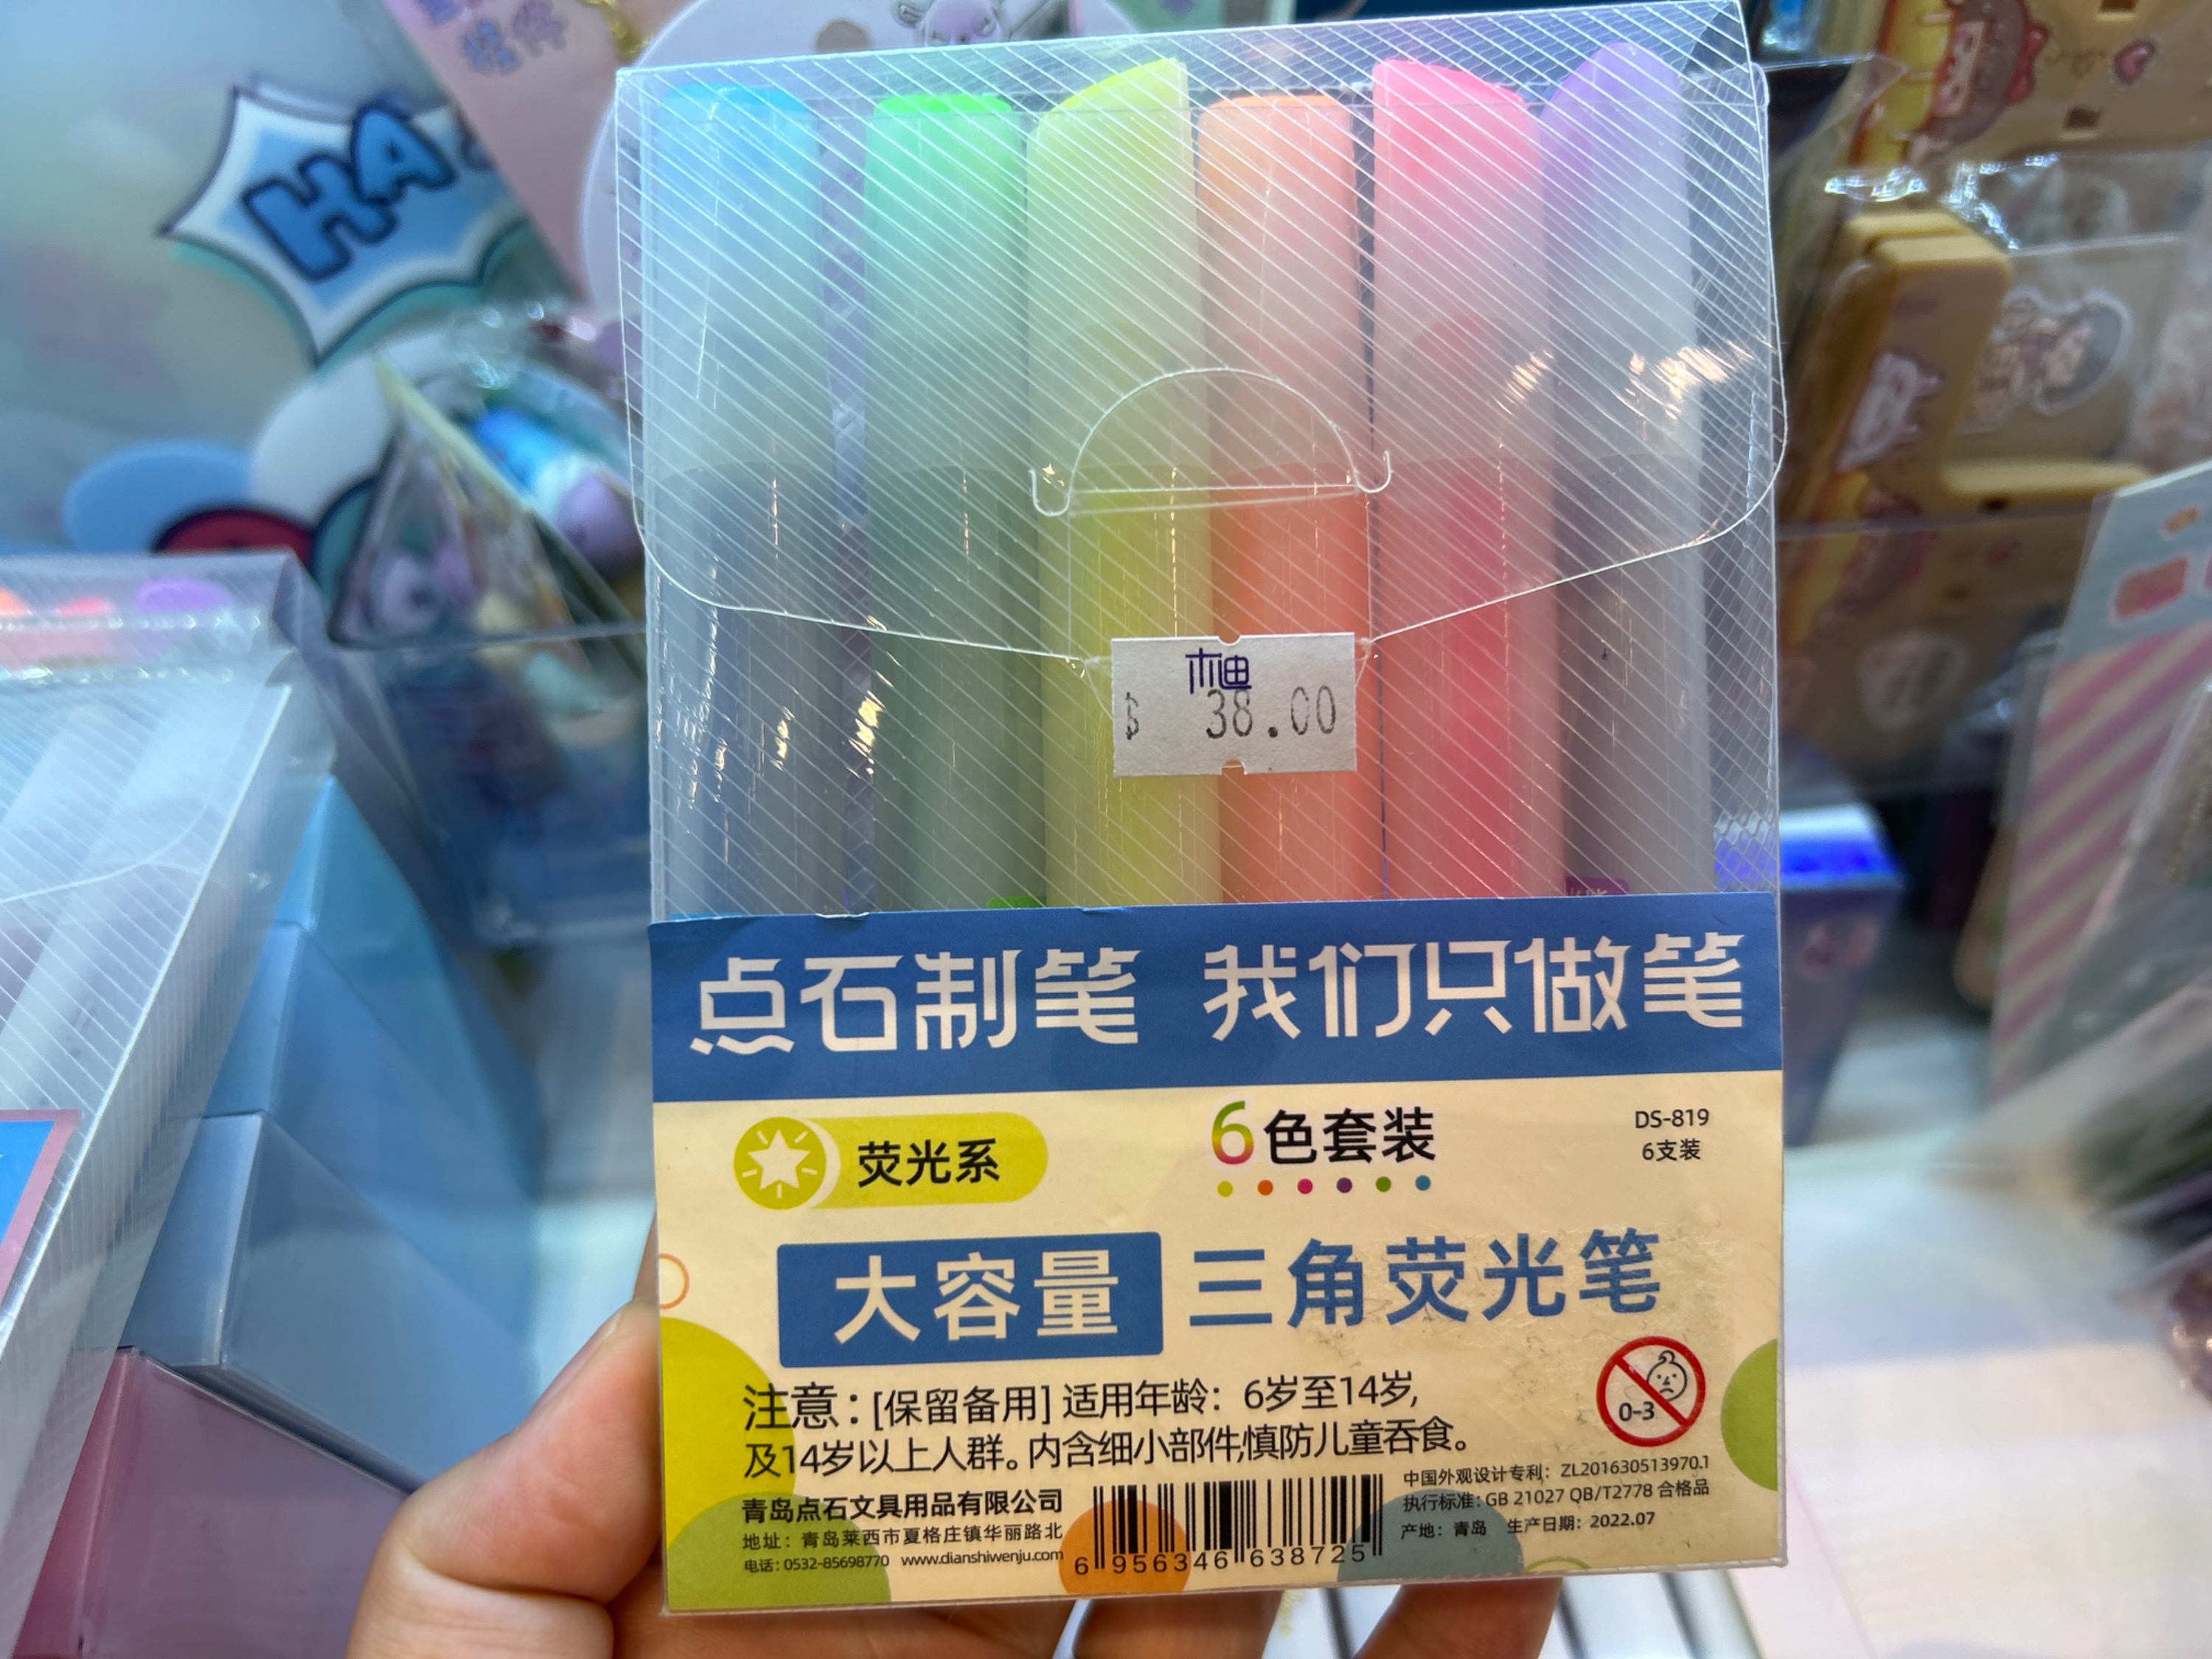 HA
柚
$ 38.00
点石制笔 我们只做笔
荧光系
6色套装
DS-819
6支装
大容量 三角荧光笔
注意：[保留备用] 适用年龄：6岁至14岁,
及14岁以上人群。内含细小部件,慎防儿童吞食。
0-3
青岛点石文具用品有限公司
地址：青岛莱西市夏格庄镇华丽路北
电话：0532-85698770 www.dianshiwenju.com
6 956346 638725
中国外观设计专利：ZL201630513970.1
执行标准：GB 21027 QB/T2778 合格品
产地：青岛 生产日期：2022.07